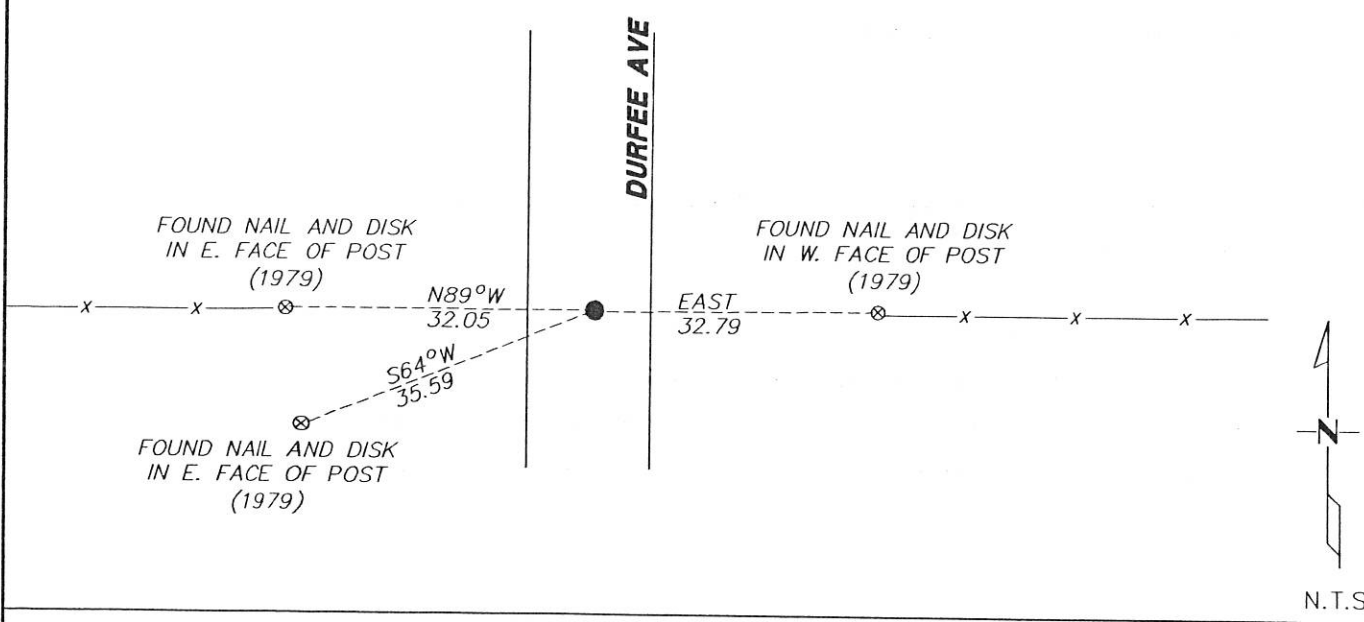 DURFEE AVE
FOUND NAIL AND DISK
IN E. FACE OF POST
(1979)
FOUND NAIL AND DISK
IN W. FACE OF POST
(1979)
x
x
N89°W
32.05
EAST
32.79
x
x
x
S64°W
35.59
FOUND NAIL AND DISK
IN E. FACE OF POST
(1979)
N
N.T.S